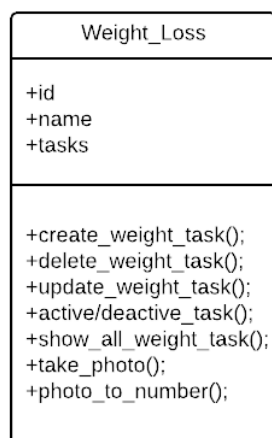 Weight_Loss
+id
+name
+tasks
+create_weight_task();
+delete_weight_task();
+update_weight_task();
+active/deactive_task();
+show_all_weight_task();
+take_photo();
+photo_to_number();